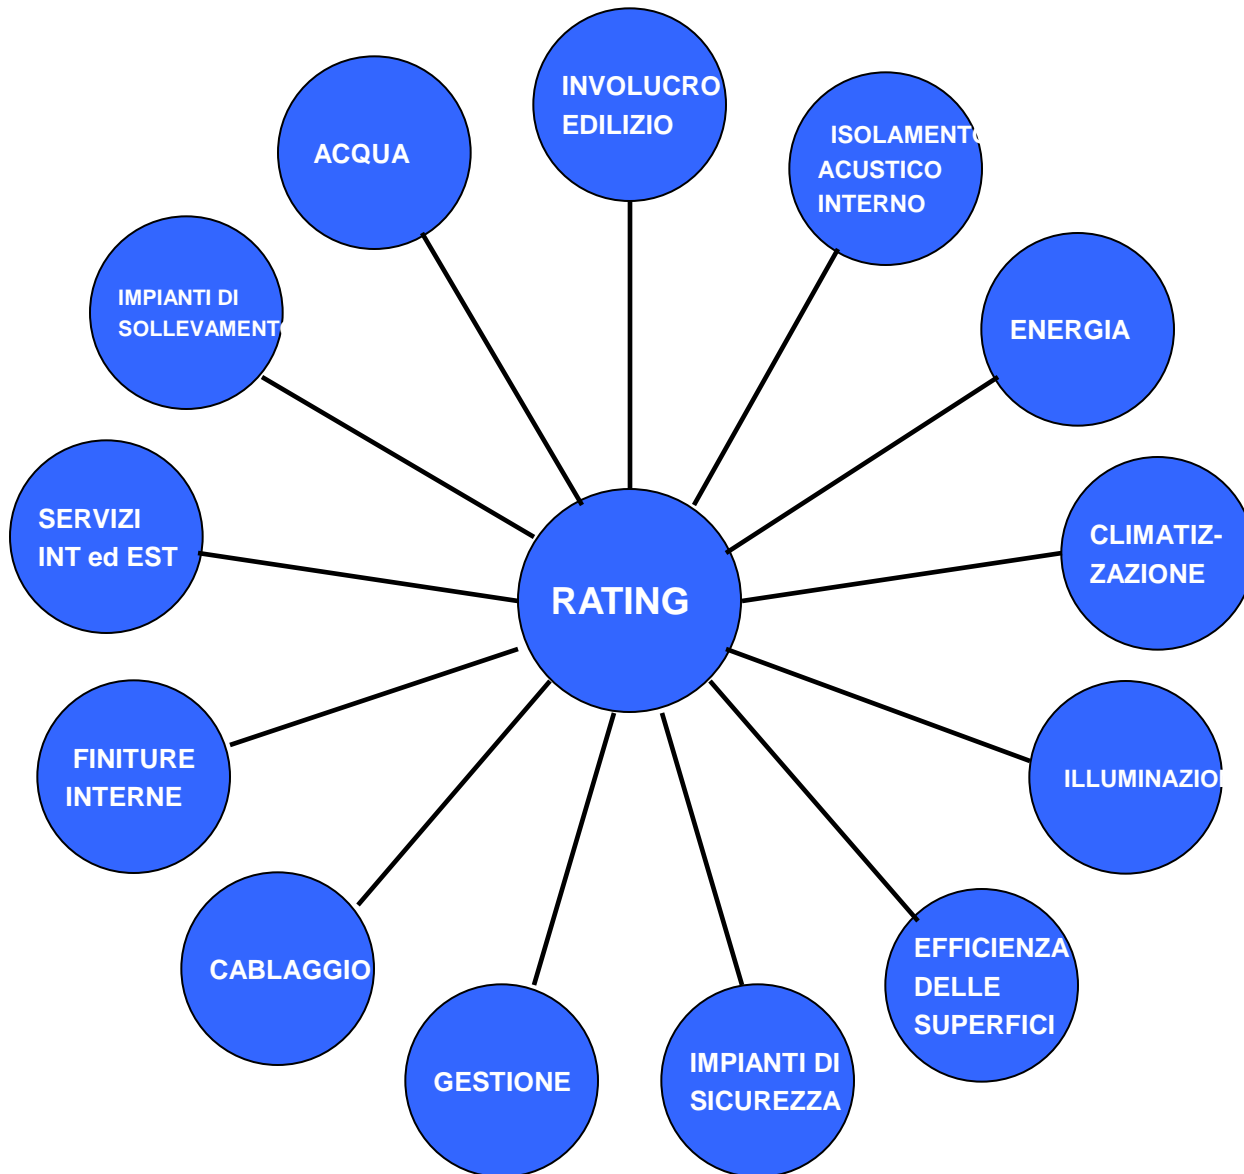 INVOLUCRO
EDILIZIO
ISOLAMENTO
ACUSTICO
INTERNO
ACQUA
IMPIANTI DI
SOLLEVAMENTO
ENERGIA
SERVIZI
INT ed EST
CLIMATIZ-
ZAZIONE
RATING
FINITURE
INTERNE
ILLUMINAZIO
CABLAGGIO
EFFICIENZA
DELLE
SUPERFICI
GESTIONE
IMPIANTI DI
SICUREZZA